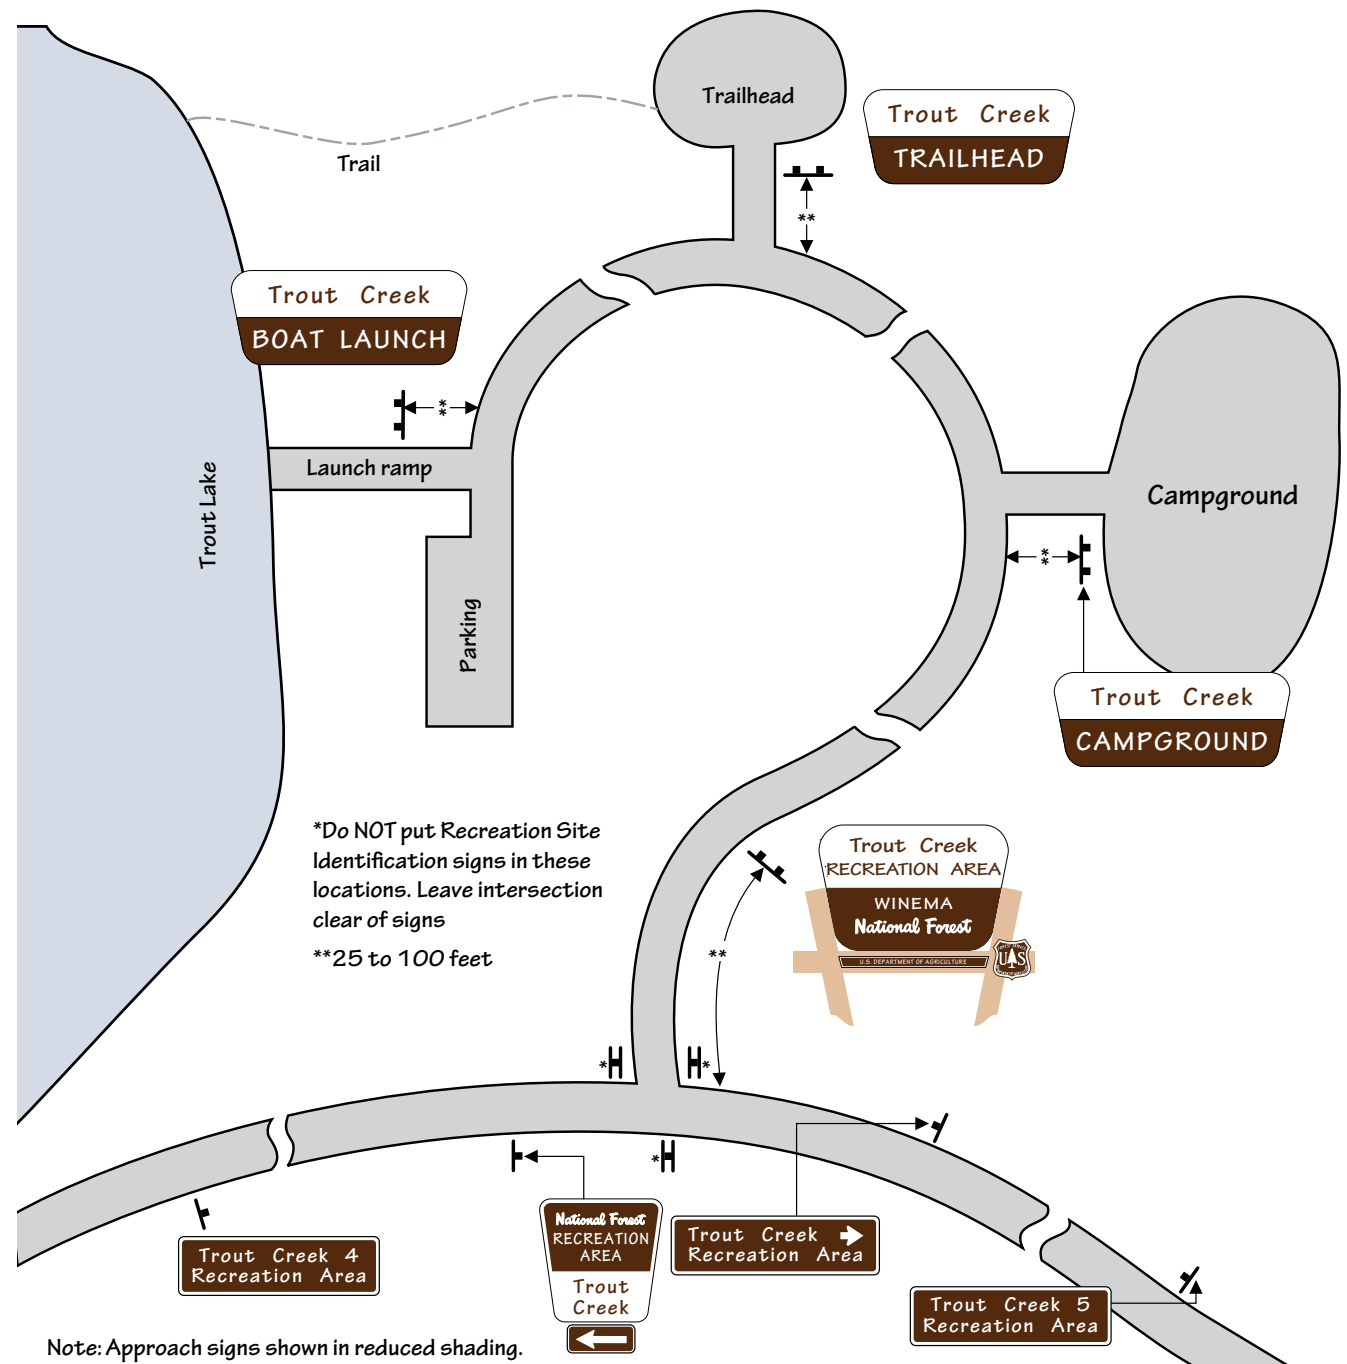 Trailhead
Trout Creek
TRAILHEAD
Trail
**
Trout Creek
BOAT LAUNCH
**
Launch ramp
Trout Lake
Campground
**
Parking
Trout Creek
CAMPGROUND
*Do NOT put Recreation Site
Identification signs in these
locations. Leave intersection
clear of signs
**25 to 100 feet
Trout Creek
RECREATION AREA
WINEMA
National Forest
U.S. DEPARTMENT OF AGRICULTURE
U S
**
*
*
*
National Forest
RECREATION
AREA
Trout
Creek
Trout Creek
Recreation Area
Trout Creek 4
Recreation Area
Trout Creek 5
Recreation Area
Note: Approach signs shown in reduced shading.